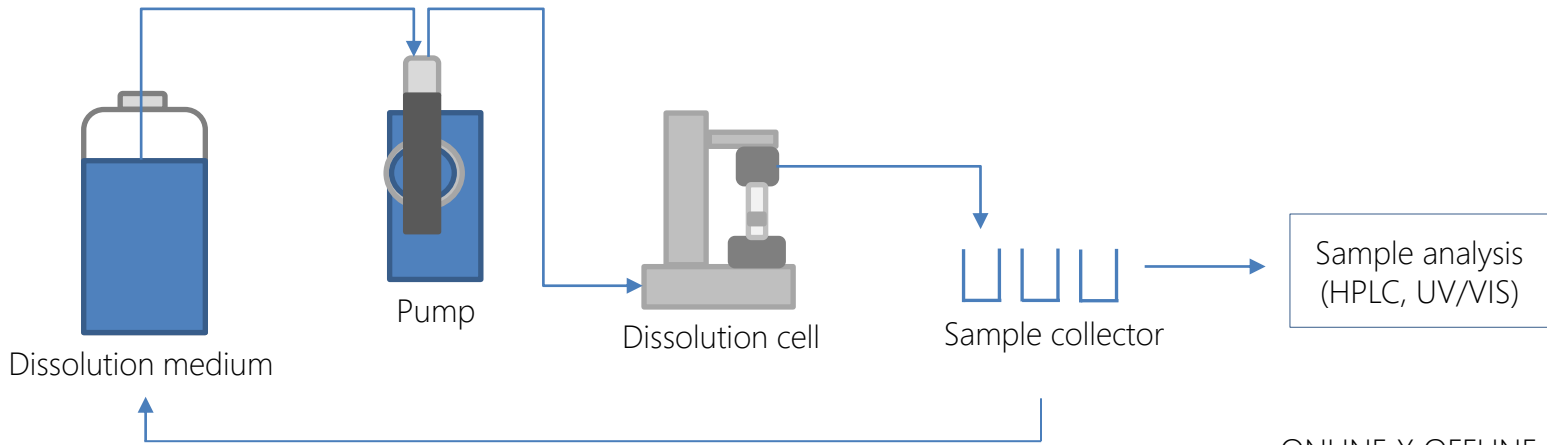 Pump
Dissolution cell
Sample collector
Sample analysis
(HPLC, UV/VIS)
Dissolution medium